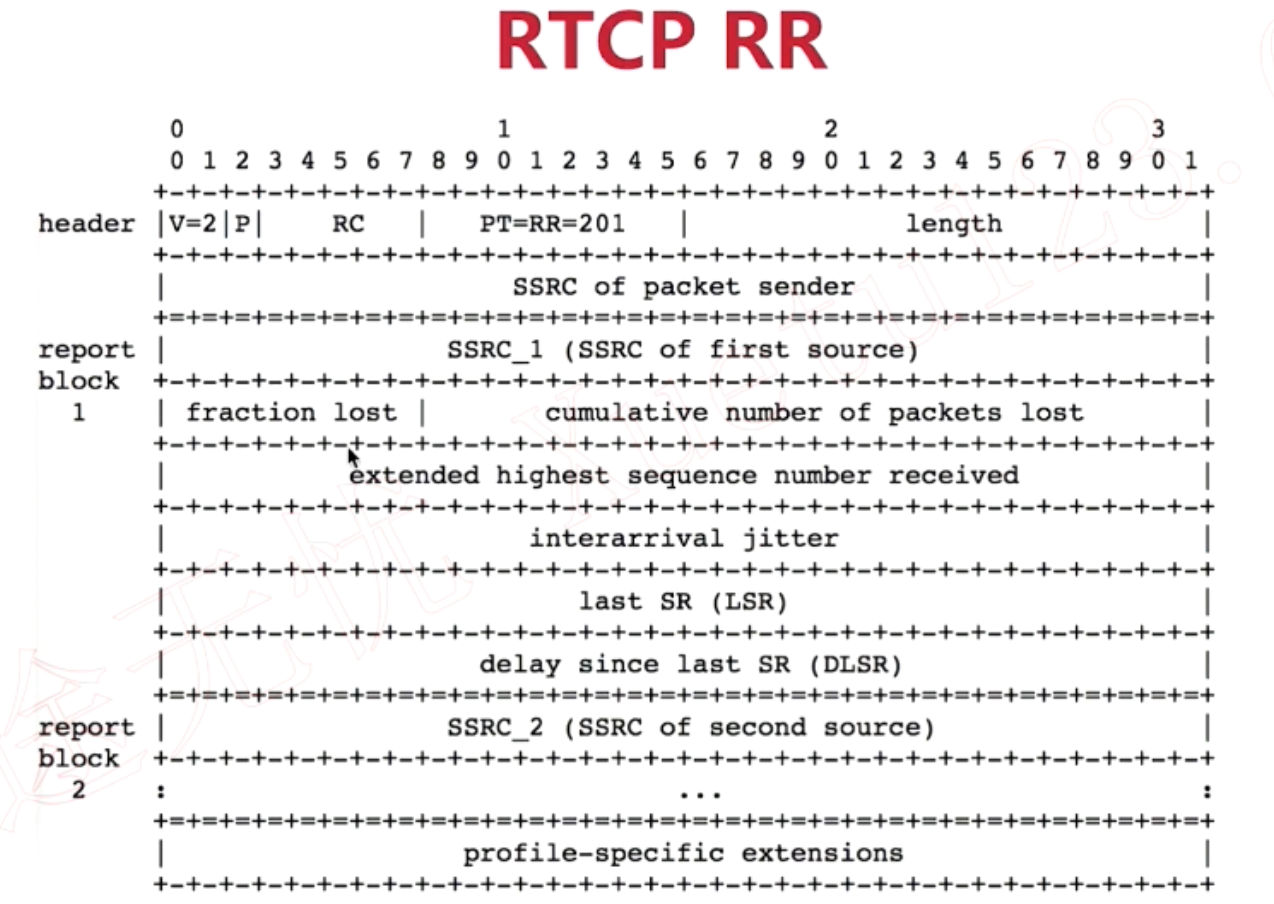 RTCP RR
0 1 2 3
0 1 2 3 4 5 6 7 8 9 0 1 2 3 4 5 6 7 8 9 0 1 2 3 4 5 6 7 8 9 0 1
+-+-+-+-+-+-+-+-+-+-+-+-+-+-+-+-+-+-+-+-+-+-+-+-+-+-+-+-+-+-+-+-+
header |V=2|P| RC | PT=RR=201 | length |
+-+-+-+-+-+-+-+-+-+-+-+-+-+-+-+-+-+-+-+-+-+-+-+-+-+-+-+-+-+-+-+-+
| SSRC of packet sender |
+=+=+=+=+=+=+=+=+=+=+=+=+=+=+=+=+=+=+=+=+=+=+=+=+=+=+=+=+=+=+=+=+
report | SSRC_1 (SSRC of first source) |
block +-+-+-+-+-+-+-+-+-+-+-+-+-+-+-+-+-+-+-+-+-+-+-+-+-+-+-+-+-+-+-+-+
1 | fraction lost | cumulative number of packets lost |
+-+-+-+-+-+-+-+-+-+-+-+-+-+-+-+-+-+-+-+-+-+-+-+-+-+-+-+-+-+-+-+-+
| extended highest sequence number received |
+-+-+-+-+-+-+-+-+-+-+-+-+-+-+-+-+-+-+-+-+-+-+-+-+-+-+-+-+-+-+-+-+
| interarrival jitter |
+-+-+-+-+-+-+-+-+-+-+-+-+-+-+-+-+-+-+-+-+-+-+-+-+-+-+-+-+-+-+-+-+
| last SR (LSR) |
+-+-+-+-+-+-+-+-+-+-+-+-+-+-+-+-+-+-+-+-+-+-+-+-+-+-+-+-+-+-+-+-+
| delay since last SR (DLSR) |
+=+=+=+=+=+=+=+=+=+=+=+=+=+=+=+=+=+=+=+=+=+=+=+=+=+=+=+=+=+=+=+=+
report | SSRC_2 (SSRC of second source) |
block +-+-+-+-+-+-+-+-+-+-+-+-+-+-+-+-+-+-+-+-+-+-+-+-+-+-+-+-+-+-+-+-+
2 : ... :
+=+=+=+=+=+=+=+=+=+=+=+=+=+=+=+=+=+=+=+=+=+=+=+=+=+=+=+=+=+=+=+=+
| profile-specific extensions |
+-+-+-+-+-+-+-+-+-+-+-+-+-+-+-+-+-+-+-+-+-+-+-+-+-+-+-+-+-+-+-+-+